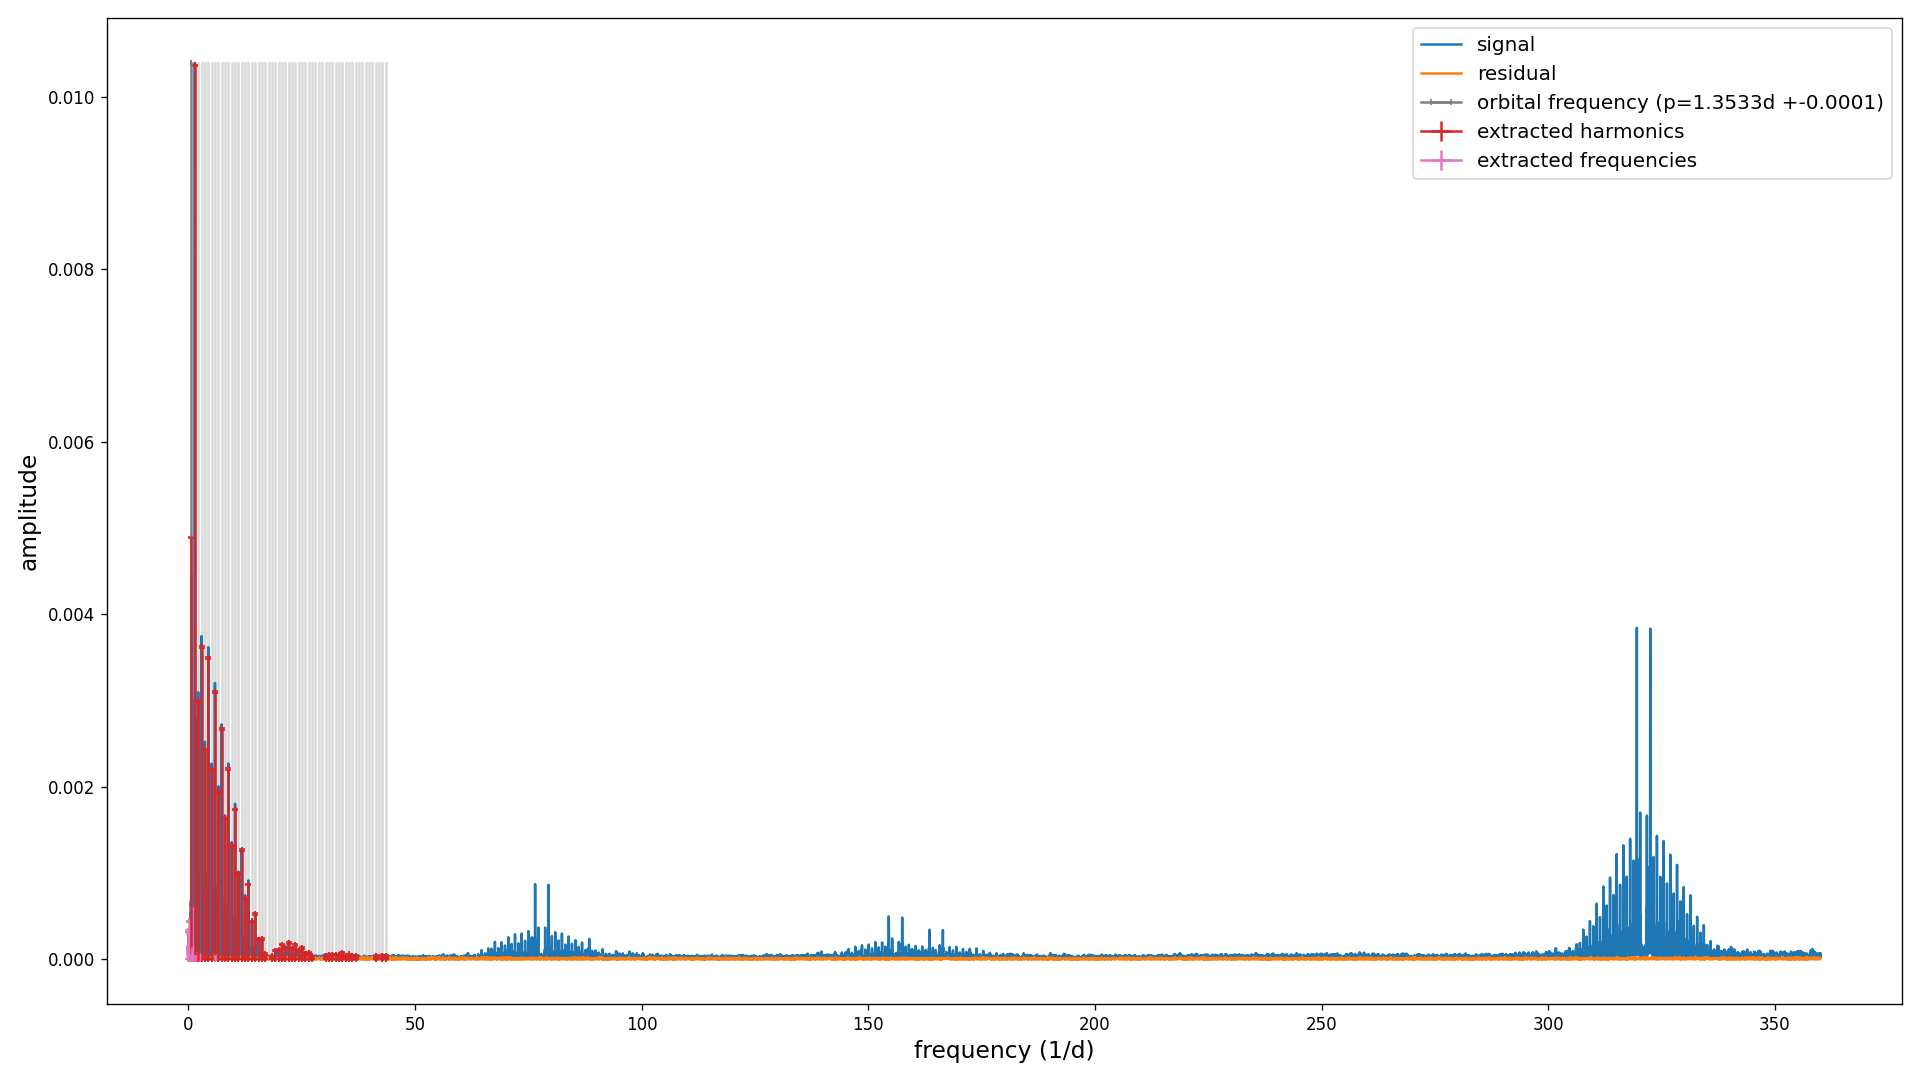 signal
residual
orbital frequency (p=1.3533d +-0.0001)
extracted harmonics
extracted frequencies
amplitude
0.010
0.008
0.006
0.004
0.002
0.000
0 50 100 150 200 250 300 350
frequency (1/d)